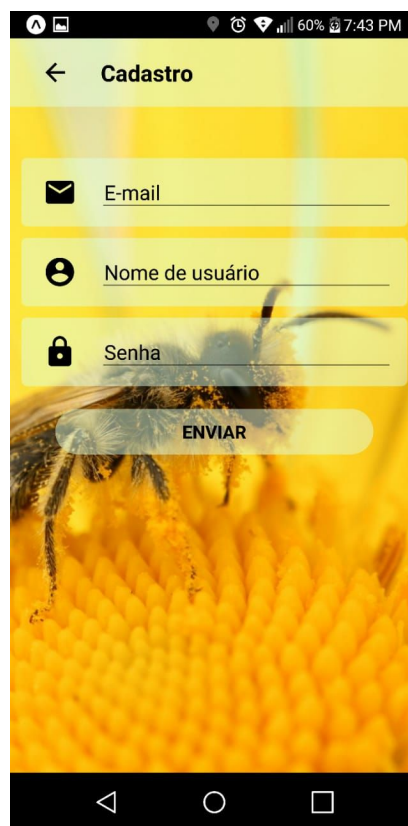 60% 7:43 PM
Cadastro
E-mail
Nome de usuário
Senha
ENVIAR